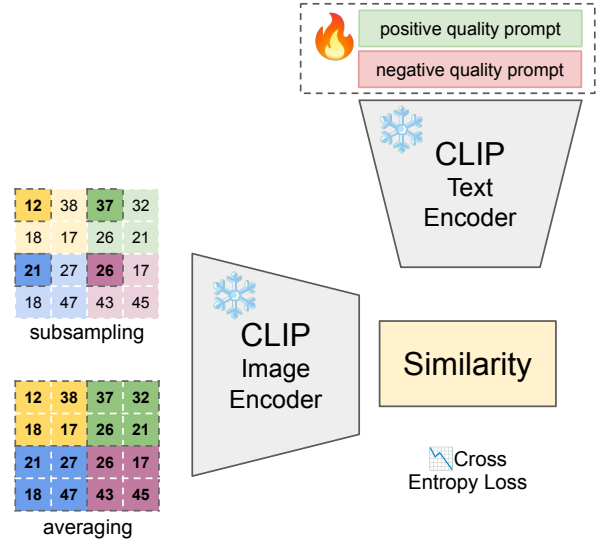 positive quality prompt
negative quality prompt
CLIP
Text
Encoder
12 38 37 32
18 17 26 21
21 27 26 17
18 47 43 45
subsampling
CLIP
Image
Encoder
Similarity
12 38 37 32
18 17 26 21
21 27 26 17
18 47 43 45
averaging
Cross
Entropy Loss